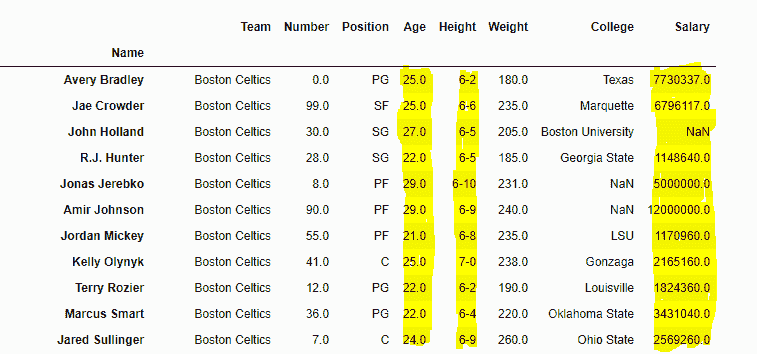 Team Number Position Age Height Weight College Salary
Name
Avery Bradley Boston Celtics 0.0 PG 25.0 6-2 180.0 Texas 7730337.0
Jae Crowder Boston Celtics 99.0 SF 25.0 6-6 235.0 Marquette 6796117.0
John Holland Boston Celtics 30.0 SG 27.0 6-5 205.0 Boston University NaN
R.J. Hunter Boston Celtics 28.0 SG 22.0 6-5 185.0 Georgia State 1148640.0
Jonas Jerebko Boston Celtics 8.0 PF 29.0 6-10 231.0 NaN 5000000.0
Amir Johnson Boston Celtics 90.0 PF 29.0 6-9 240.0 NaN 12000000.0
Jordan Mickey Boston Celtics 55.0 PF 21.0 6-8 235.0 LSU 1170960.0
Kelly Olynyk Boston Celtics 41.0 C 25.0 7-0 238.0 Gonzaga 2165160.0
Terry Rozier Boston Celtics 12.0 PG 22.0 6-2 190.0 Louisville 1824360.0
Marcus Smart Boston Celtics 36.0 PG 22.0 6-4 220.0 Oklahoma State 3431040.0
Jared Sullinger Boston Celtics 7.0 C 24.0 6-9 260.0 Ohio State 2569260.0